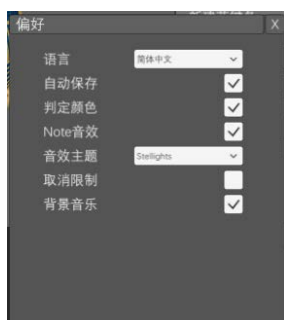 偏好
X
语言 简体中文
自动保存
判定颜色
Note音效
音效主题 Stellights
取消限制
背景音乐